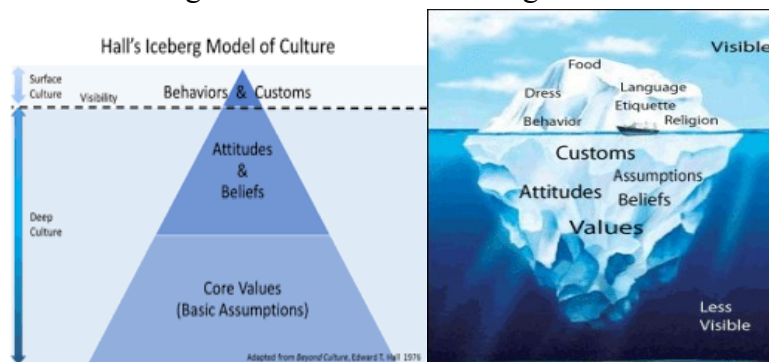 Hall's Iceberg Model of Culture
Surface
Culture
Visibility
Behaviors & Customs
Attitudes
&
Beliefs
Deep
Culture
Core Values
(Basic Assumptions)
Adapted from Beyond Culture, Edward T. Hall 1976
Visible
Food
Dress
Language
Etiquette
Behavior
Religion
Customs
Assumptions
Attitudes
Beliefs
Values
Less
Visible